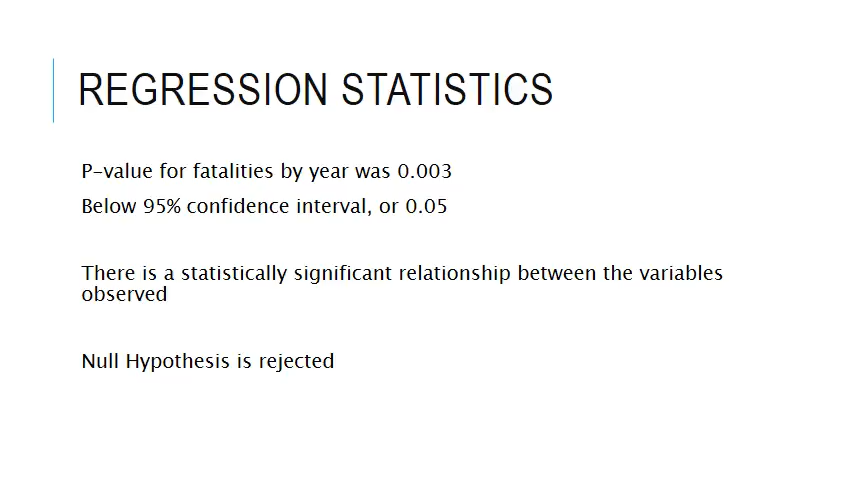 REGRESSION STATISTICS
P-value for fatalities by year was 0.003
Below 95% confidence interval, or 0.05
There is a statistically significant relationship between the variables
observed
Null Hypothesis is rejected